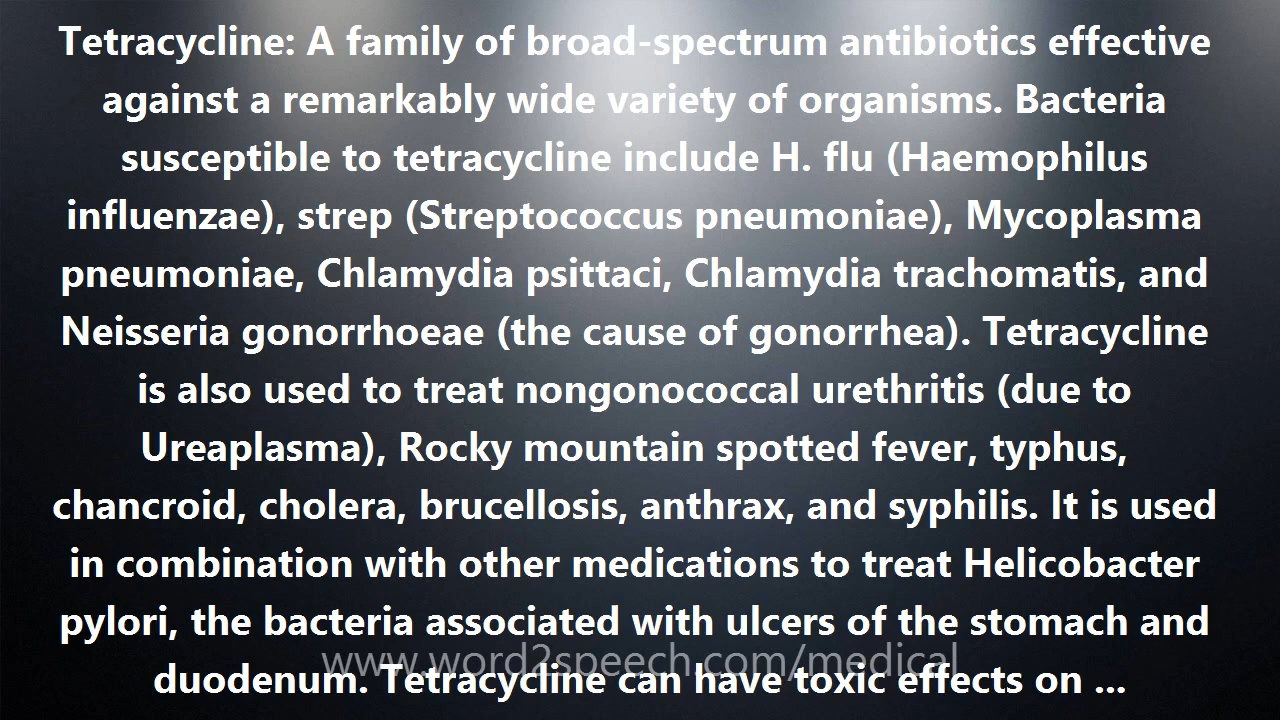 Tetracycline: A family of broad-spectrum antibiotics effective
against a remarkably wide variety of organisms. Bacteria
susceptible to tetracycline include H. flu (Haemophilus
influenzae), strep (Streptococcus pneumoniae), Mycoplasma
pneumoniae, Chlamydia psittaci, Chlamydia trachomatis, and
Neisseria gonorrhoeae (the cause of gonorrhea). Tetracycline
is also used to treat nongonococcal urethritis (due to
Ureaplasma), Rocky mountain spotted fever, typhus,
chancroid, cholera, brucellosis, anthrax, and syphilis. It is used
in combination with other medications to treat Helicobacter
pylori, the bacteria associated with ulcers of the stomach and
www.word2speech.com/medical
duodenum. Tetracycline can have toxic effects on ...